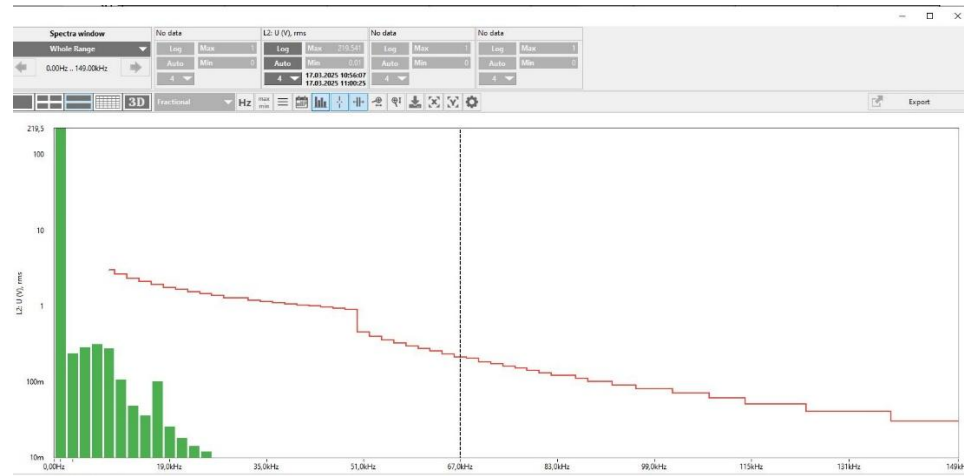 Spectra window
Whole Range
0.00Hz .. 149.00kHz
No data
Log Max 1
Auto Min 0
4
L2: U (V), rms
Log Max 219.541
Auto Min 0.01
4 17.03.2025 10:56:07
17.03.2025 11:00:25
No data
Log Max 1
Auto Min 0
4
No data
Log Max 1
Auto Min 0
4
3D Fractional Hz max
min
Export
219,5
100
10
1
100m
10m
L2: U (V), rms
0,00Hz 19,0kHz 35,0kHz 51,0kHz 67,0kHz 83,0kHz 99,0kHz 115kHz 131kHz 149kH